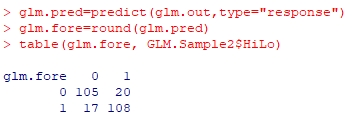 > glm.pred=predict(glm.out,type="response")
> glm.fore=round(glm.pred)
> table(glm.fore, GLM.Sample2$HiLo)
glm.fore   0   1
       0 105  20
       1  17 108